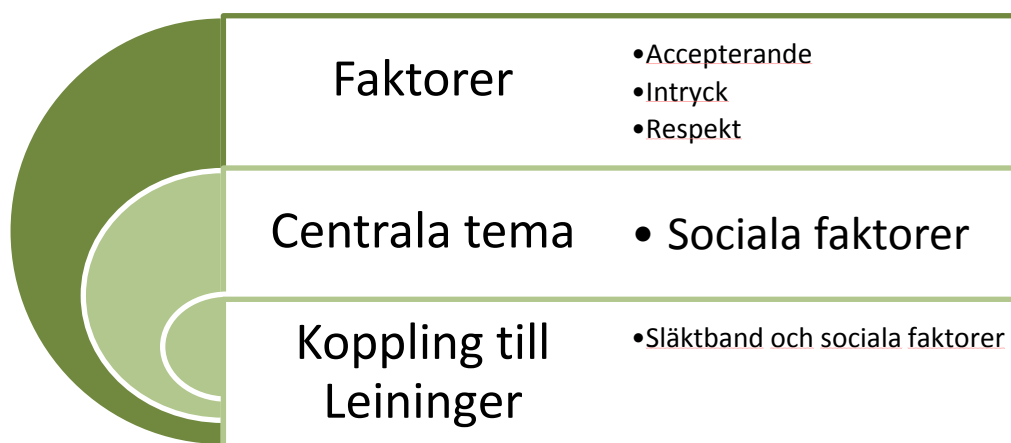 Faktorer
•Accepterande
•Intryck
•Respekt
Centrala tema
• Sociala faktorer
Koppling till
Leininger
•Släktband och sociala faktorer